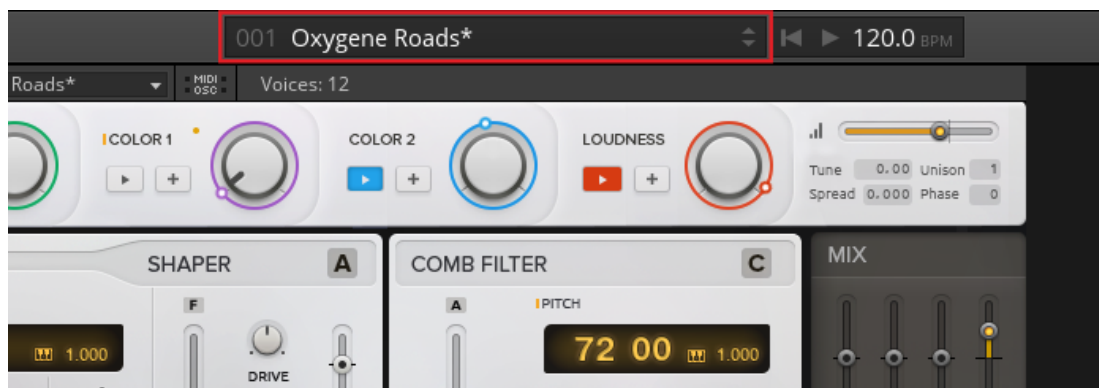 001 Oxygene Roads*
120.0 BPM
Roads*
MIDI
OSC
Voices: 12
COLOR 1
COLOR 2
LOUDNESS
Tune 0.00 Unison 1
Spread 0.000 Phase 0
SHAPER A
COMB FILTER C
MIX
F
A
PITCH
1.000
72 00 1.000
DRIVE